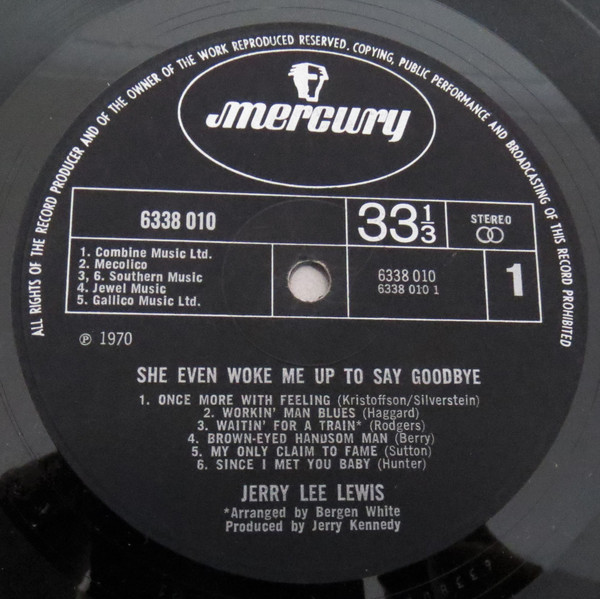 ALL RIGHTS OF THE RECORD PRODUCER AND OF THE OWNER OF THE WORK REPRODUCED RESERVED. COPYING, PUBLIC PERFORMANCE AND BROADCASTING OF THIS RECORD PROHIBITED
mercury
6338 010
33 1/3
STEREO
1. Combine Music Ltd.
2. Mecolico
3, 6. Southern Music
4. Jewel Music
5. Gallico Music Ltd.
6338 010
6338 010 1
1
℗ 1970
SHE EVEN WOKE ME UP TO SAY GOODBYE
1. ONCE MORE WITH FEELING (Kristoffson/Silverstein)
2. WORKIN' MAN BLUES (Haggard)
3. WAITIN' FOR A TRAIN* (Rodgers)
4. BROWN-EYED HANDSOM MAN (Berry)
5. MY ONLY CLAIM TO FAME (Sutton)
6. SINCE I MET YOU BABY (Hunter)
JERRY LEE LEWIS
*Arranged by Bergen White
Produced by Jerry Kennedy